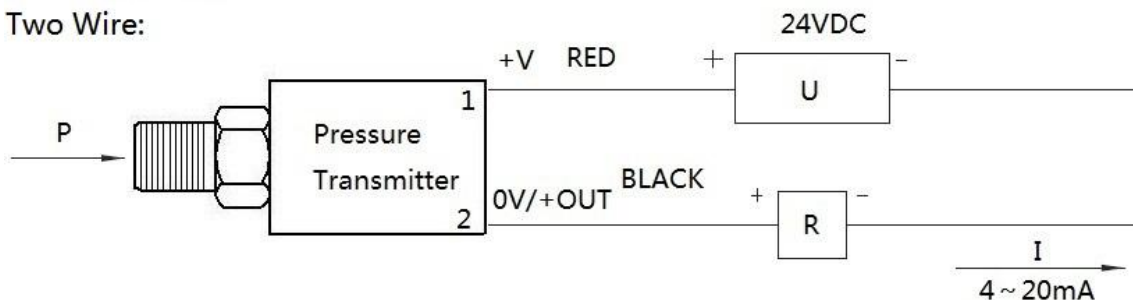 Two Wire:
24VDC
+V RED + U -
1
P
Pressure
Transmitter
2
0V/+OUT BLACK + R -
I
4~20mA